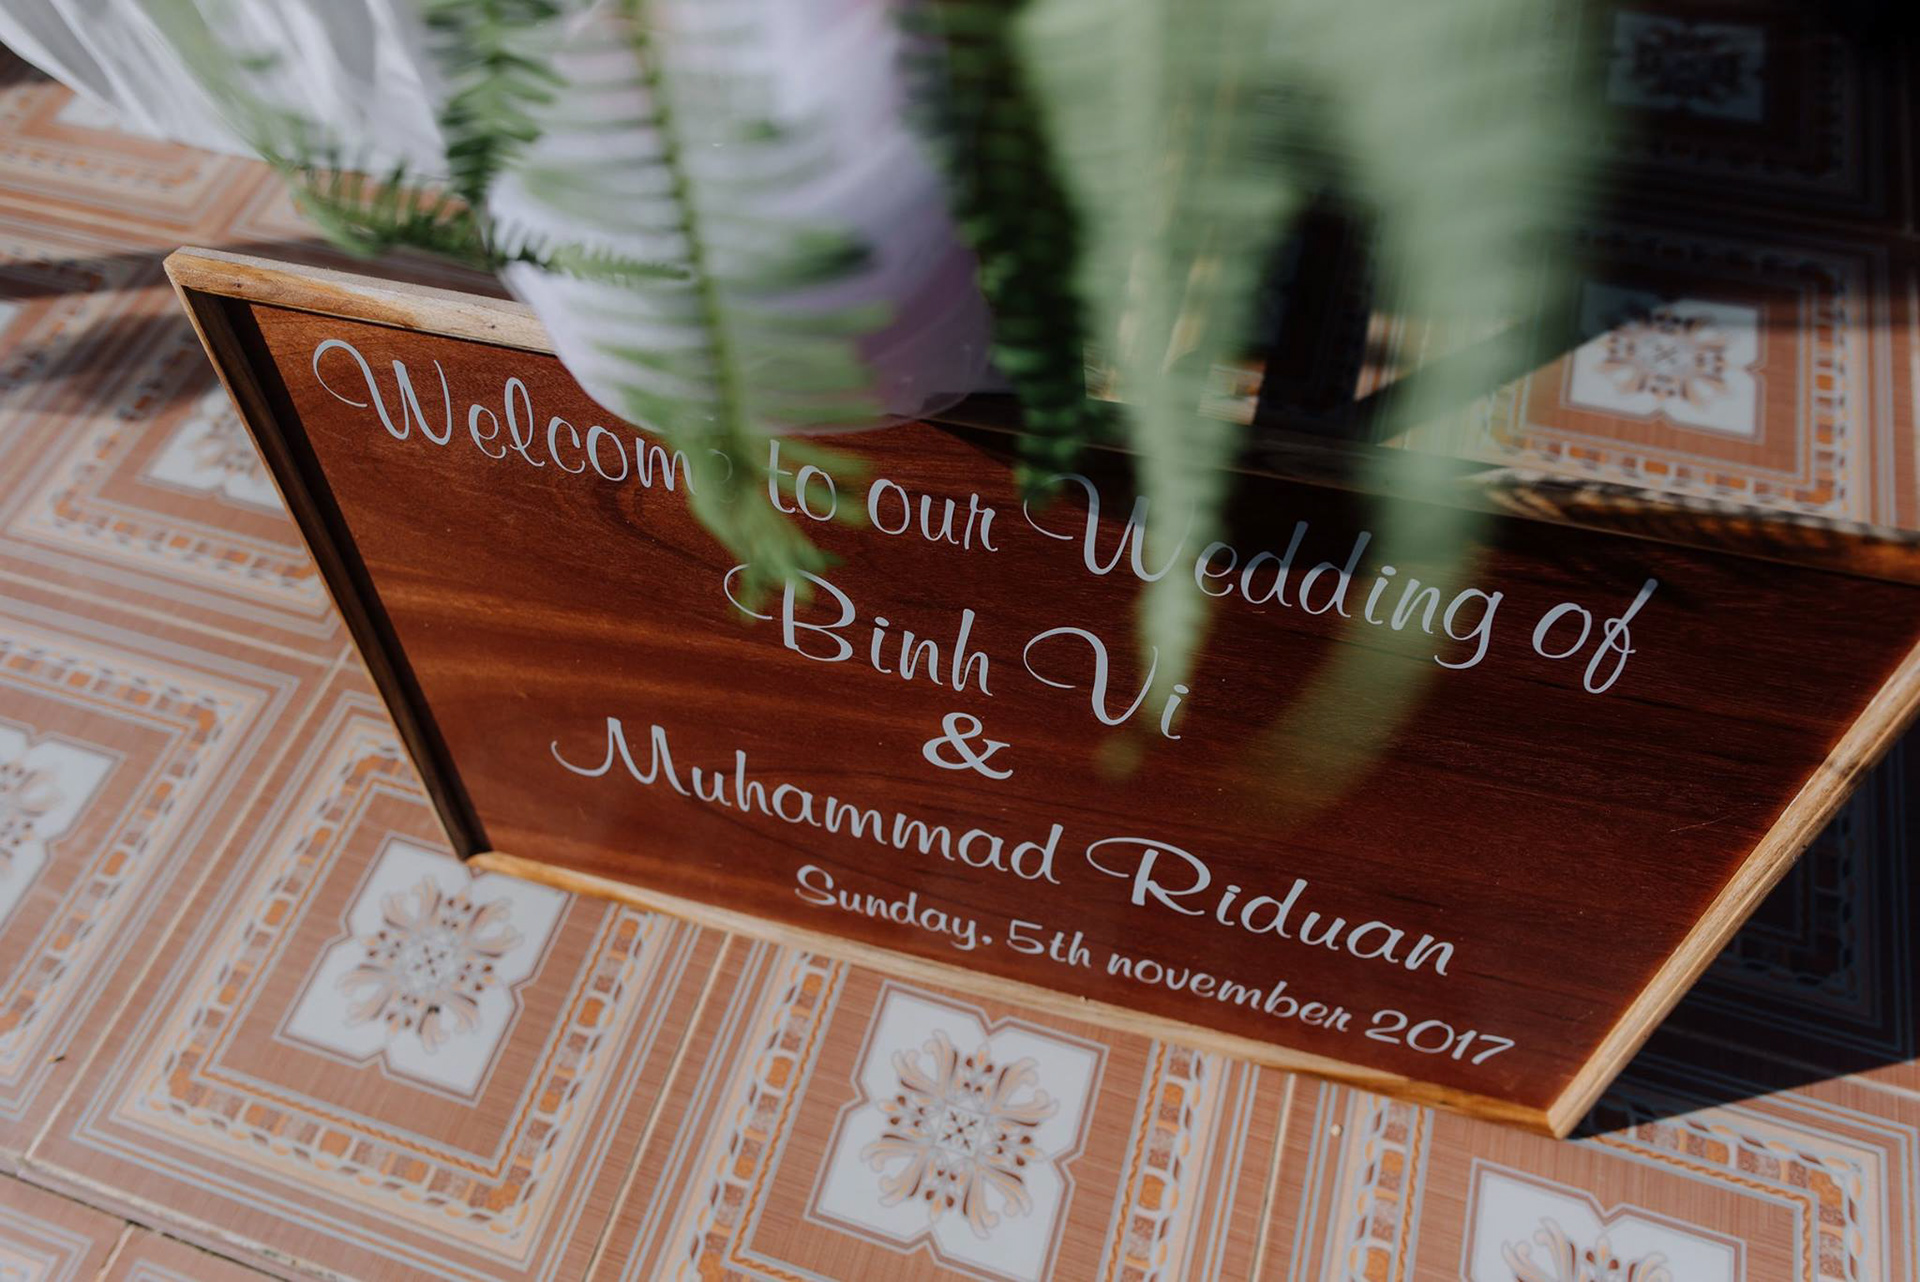 Welcome to our Wedding of
Binh Vi
&
Muhammad Riduan
Sunday, 5th november 2017